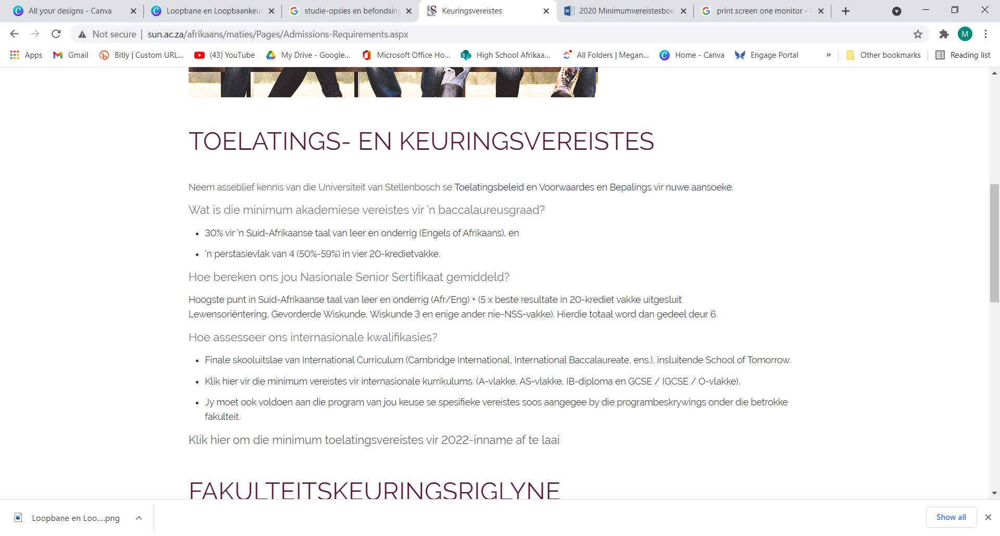 All your designs - Canva
Loopbane en Loopbaankeus
studie-opsies en befondsing
Keuringsvereistes
2020 Minimumvereistesboe
print screen one monitor -
Not secure | sun.ac.za/afrikaans/maties/Pages/Admissions-Requirements.aspx
M
Apps
Gmail
Bitly | Custom URL...
(43) YouTube
My Drive - Google...
Microsoft Office Ho...
High School Afrikaa...
All Folders | Megan...
Home - Canva
Engage Portal
»
Other bookmarks
Reading list
TOELATINGS- EN KEURINGSVEREISTES
Neem asseblief kennis van die Universiteit van Stellenbosch se Toelatingsbeleid en Voorwaardes en Bepalings vir nuwe aansoeke.
Wat is die minimum akademiese vereistes vir 'n baccalaureusgraad?
• 30% vir 'n Suid-Afrikaanse taal van leer en onderrig (Engels of Afrikaans), en
• 'n perstasievlak van 4 (50%-59%) in vier 20-kredietvakke.
Hoe bereken ons jou Nasionale Senior Sertifikaat gemiddeld?
Hoogste punt in Suid-Afrikaanse taal van leer en onderrig (Afr/Eng) + (5 x beste resultate in 20-krediet vakke uitgesluit
Lewensoriëntering, Gevorderde Wiskunde, Wiskunde 3 en enige ander nie-NSS-vakke). Hierdie totaal word dan gedeel deur 6.
Hoe assesseer ons internasionale kwalifikasies?
• Finale skooluitslae van International Curriculum (Cambridge International, International Baccalaureate, ens.), insluitende School of Tomorrow.
• Klik hier vir die minimum vereistes vir internasionale kurrikulums. (A-vlakke, AS-vlakke, IB-diploma en GCSE / IGCSE / O-vlakke).
• Jy moet ook voldoen aan die program van jou keuse se spesifieke vereistes soos aangegee by die programbeskrywings onder die betrokke
fakulteit.
Klik hier om die minimum toelatingsvereistes vir 2022-inname af te laai
FAKULTEITSKEURINGSRIGLYNE
Loopbane en Loo....png
Show all